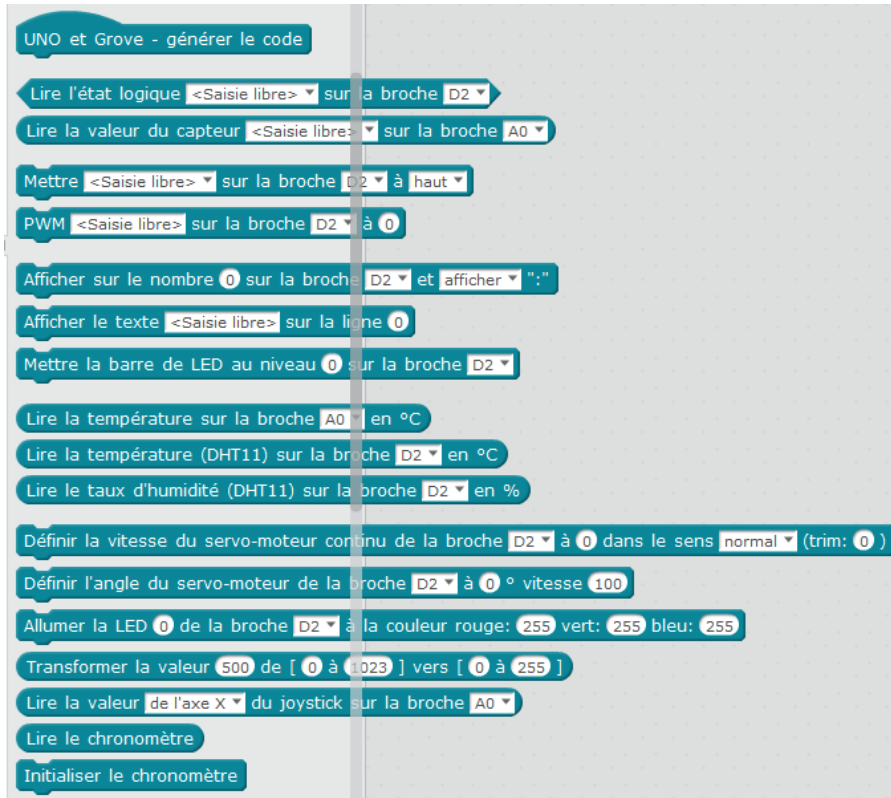 UNO et Grove - générer le code
Lire l'état logique <Saisie libre> sur la broche D2
Lire la valeur du capteur <Saisie libre> sur la broche A0
Mettre <Saisie libre> sur la broche D2 à haut
PWM <Saisie libre> sur la broche D2 à 0
Afficher sur le nombre 0 sur la broche D2 et afficher ":"
Afficher le texte <Saisie libre> sur la ligne 0
Mettre la barre de LED au niveau 0 sur la broche D2
Lire la température sur la broche A0 en °C
Lire la température (DHT11) sur la broche D2 en °C
Lire le taux d'humidité (DHT11) sur la broche D2 en %
Définir la vitesse du servo-moteur continu de la broche D2 à 0 dans le sens normal (trim: 0 )
Définir l'angle du servo-moteur de la broche D2 à 0 ° vitesse 100
Allumer la LED 0 de la broche D2 à la couleur rouge: 255 vert: 255 bleu: 255
Transformer la valeur 500 de [ 0 à 1023 ] vers [ 0 à 255 ]
Lire la valeur de l'axe X du joystick sur la broche A0
Lire le chronomètre
Initialiser le chronomètre